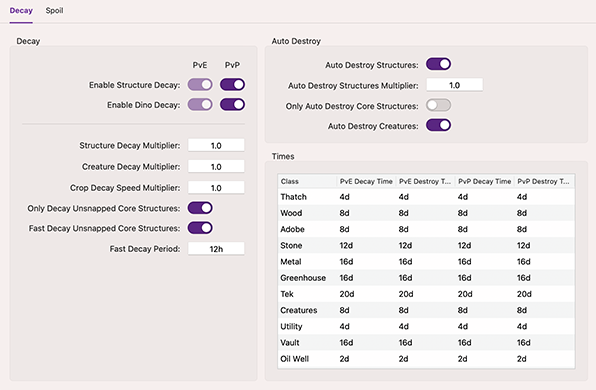 Decay Spoil
Decay
PvE PvP
Enable Structure Decay:
Enable Dino Decay:
Structure Decay Multiplier: 1.0
Creature Decay Multiplier: 1.0
Crop Decay Speed Multiplier: 1.0
Only Decay Unsnapped Core Structures:
Fast Decay Unsnapped Core Structures:
Fast Decay Period: 12h
Auto Destroy
Auto Destroy Structures:
Auto Destroy Structures Multiplier: 1.0
Only Auto Destroy Core Structures:
Auto Destroy Creatures:
Times
Class PvE Decay Time PvE Destroy T... PvP Decay Time PvP Destroy T...
Thatch 4d 4d 4d 4d
Wood 8d 8d 8d 8d
Adobe 8d 8d 8d 8d
Stone 12d 12d 12d 12d
Metal 16d 16d 16d 16d
Greenhouse 16d 16d 16d 16d
Tek 20d 20d 20d 20d
Creatures 8d 8d 8d 8d
Utility 4d 4d 4d 4d
Vault 16d 16d 16d 16d
Oil Well 2d 2d 2d 2d